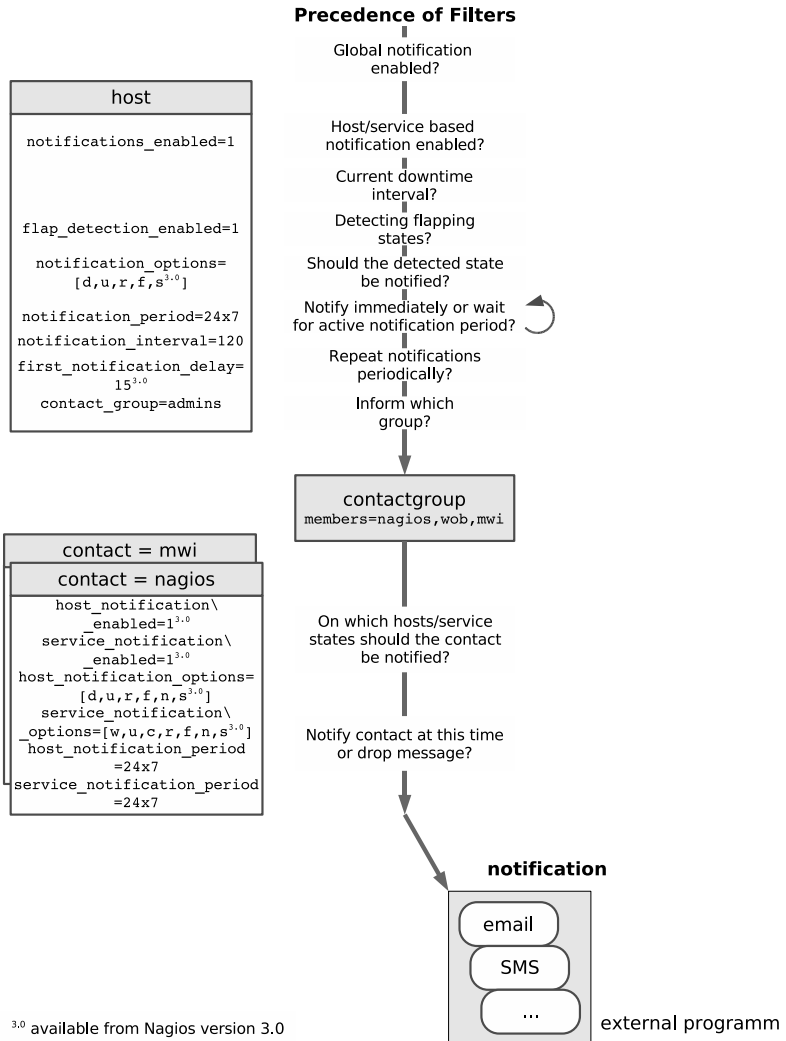 Precedence of Filters
Global notification
enabled?
host
notifications_enabled=1
flap_detection_enabled=1
notification_options=
[d,u,r,f,s3.0]
notification_period=24x7
notification_interval=120
first_notification_delay=
153.0
contact_group=admins
Host/service based
notification enabled?
Current downtime
interval?
Detecting flapping
states?
Should the detected state
be notified?
Notify immediately or wait
for active notification period?
Repeat notifications
periodically?
Inform which
group?
contactgroup
members=nagios,wob,mwi
contact = mwi
contact = nagios
host_notification\
_enabled=13.0
service_notification\
_enabled=13.0
host_notification_options=
[d,u,r,f,n,s3.0]
service_notification\
_options=[w,u,c,r,f,n,s3.0]
host_notification_period
=24x7
service_notification_period
=24x7
On which hosts/service
states should the contact
be notified?
Notify contact at this time
or drop message?
notification
email
SMS
...
external programm
3.0 available from Nagios version 3.0